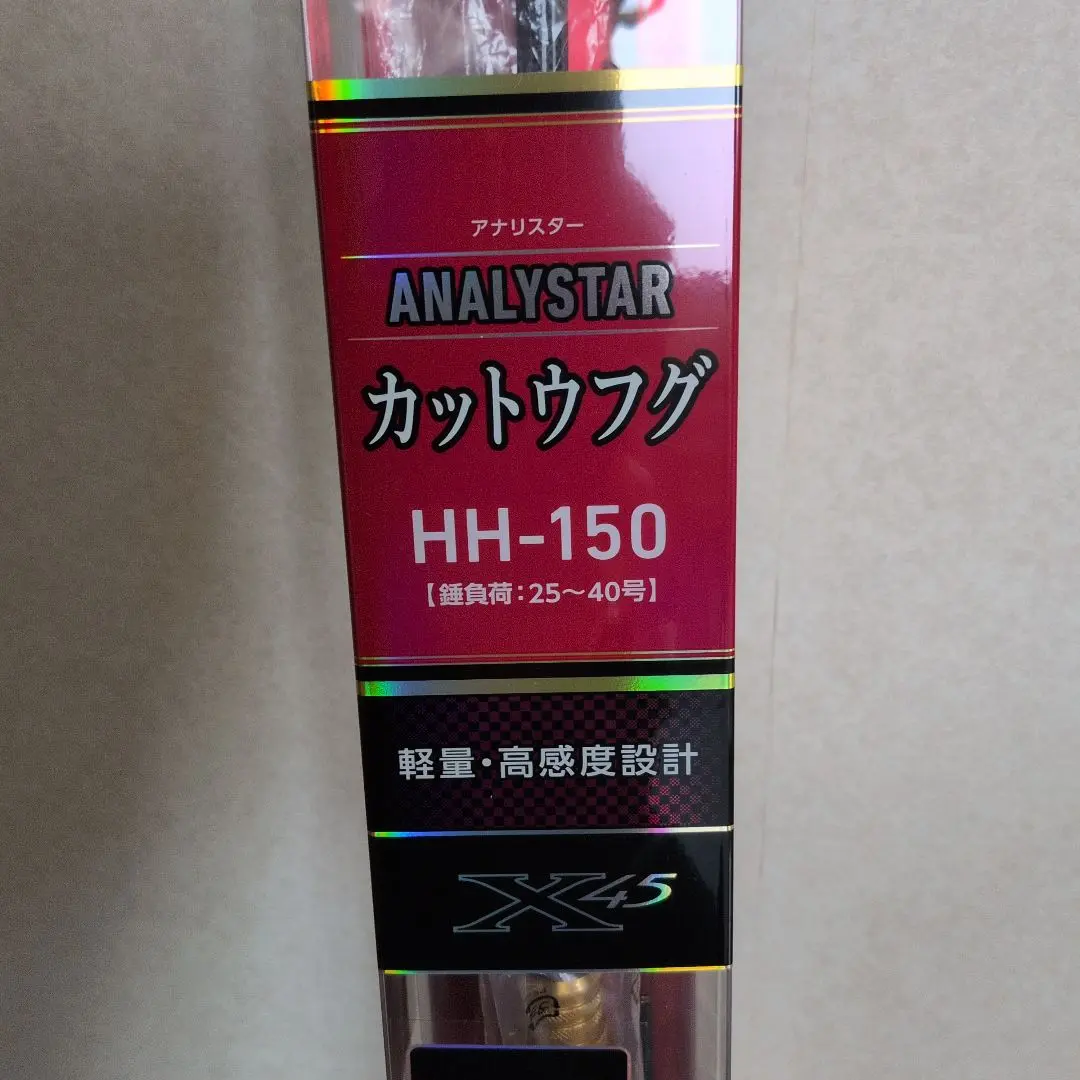 アナリスター
ANALYSTAR
カットウフグ
HH-150
【錘負荷:25〜40号】
軽量・高感度設計
X45